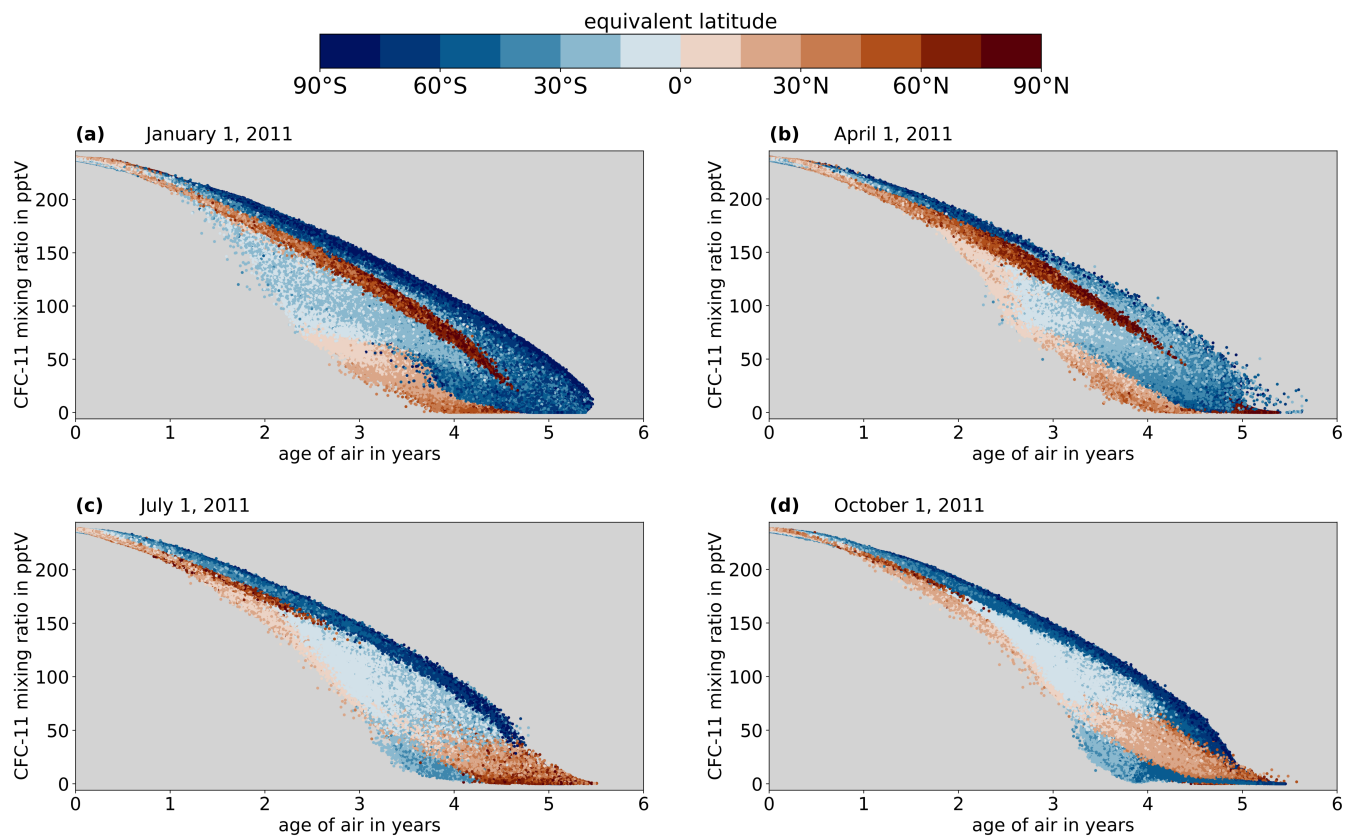 equivalent latitude
90°S 60°S 30°S 0° 30°N 60°N 90°N
(a) January 1, 2011
(b) April 1, 2011
CFC-11 mixing ratio in pptV
200
150
100
50
0
0 1 2 3 4 5 6
age of air in years
CFC-11 mixing ratio in pptV
200
150
100
50
0
0 1 2 3 4 5 6
age of air in years
(c) July 1, 2011
(d) October 1, 2011
CFC-11 mixing ratio in pptV
200
150
100
50
0
0 1 2 3 4 5 6
age of air in years
CFC-11 mixing ratio in pptV
200
150
100
50
0
0 1 2 3 4 5 6
age of air in years